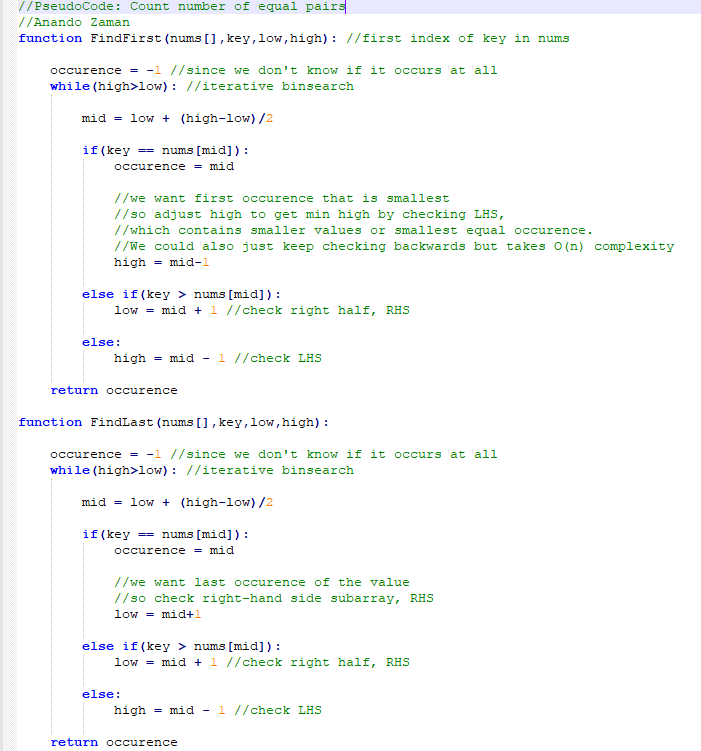 //PseudoCode: Count number of equal pairs
//Anando Zaman
function FindFirst(nums[],key,low,high): //first index of key in nums
occurence = -1 //since we don't know if it occurs at all
while(high>low): //iterative binsearch
mid = low + (high-low)/2
if(key == nums[mid]):
occurence = mid
//we want first occurence that is smallest
//so adjust high to get min high by checking LHS,
//which contains smaller values or smallest equal occurence.
//We could also just keep checking backwards but takes O(n) complexity
high = mid-1
else if(key > nums[mid]):
low = mid + 1 //check right half, RHS
else:
high = mid - 1 //check LHS
return occurence
function FindLast(nums[],key,low,high):
occurence = -1 //since we don't know if it occurs at all
while(high>low): //iterative binsearch
mid = low + (high-low)/2
if(key == nums[mid]):
occurence = mid
//we want last occurence of the value
//so check right-hand side subarray, RHS
low = mid+1
else if(key > nums[mid]):
low = mid + 1 //check right half, RHS
else:
high = mid - 1 //check LHS
return occurence